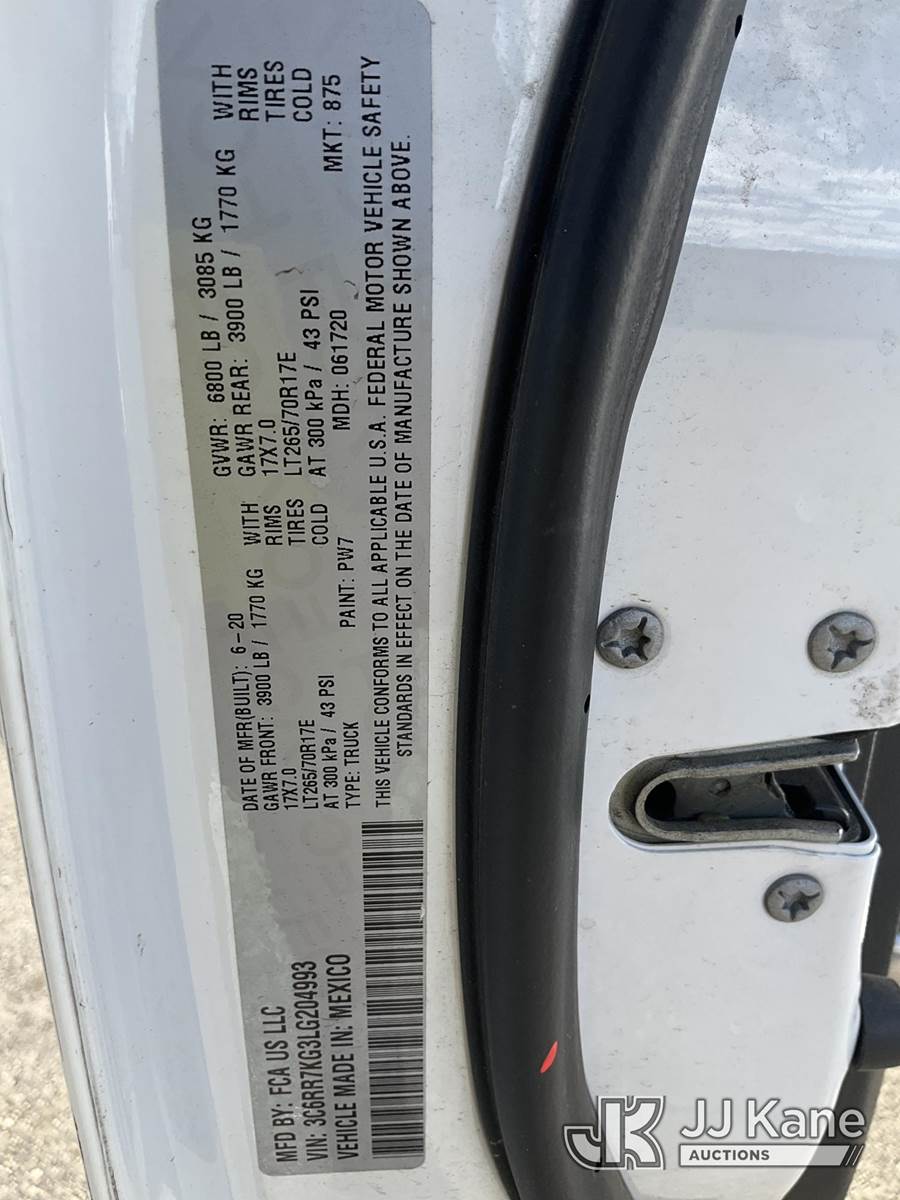 MFD BY: FCA US LLC
DATE OF MFR(BUILT): 6-20
GVWR: 6800 LB / 3085 KG
GAWR FRONT: 3900 LB / 1770 KG WITH
GAWR REAR: 3900 LB / 1770 KG WITH
17X7.0 RIMS
17X7.0 RIMS
LT265/70R17E TIRES
LT265/70R17E TIRES
AT 300 kPa / 43 PSI COLD
AT 300 kPa / 43 PSI COLD
VIN: 3C6RR7KG3LG204993
VEHICLE MADE IN: MEXICO
TYPE: TRUCK PAINT: PW7 MDH: 061720 MKT: 875
THIS VEHICLE CONFORMS TO ALL APPLICABLE U.S.A. FEDERAL MOTOR VEHICLE SAFETY
STANDARDS IN EFFECT ON THE DATE OF MANUFACTURE SHOWN ABOVE.
JK JJ Kane
AUCTIONS